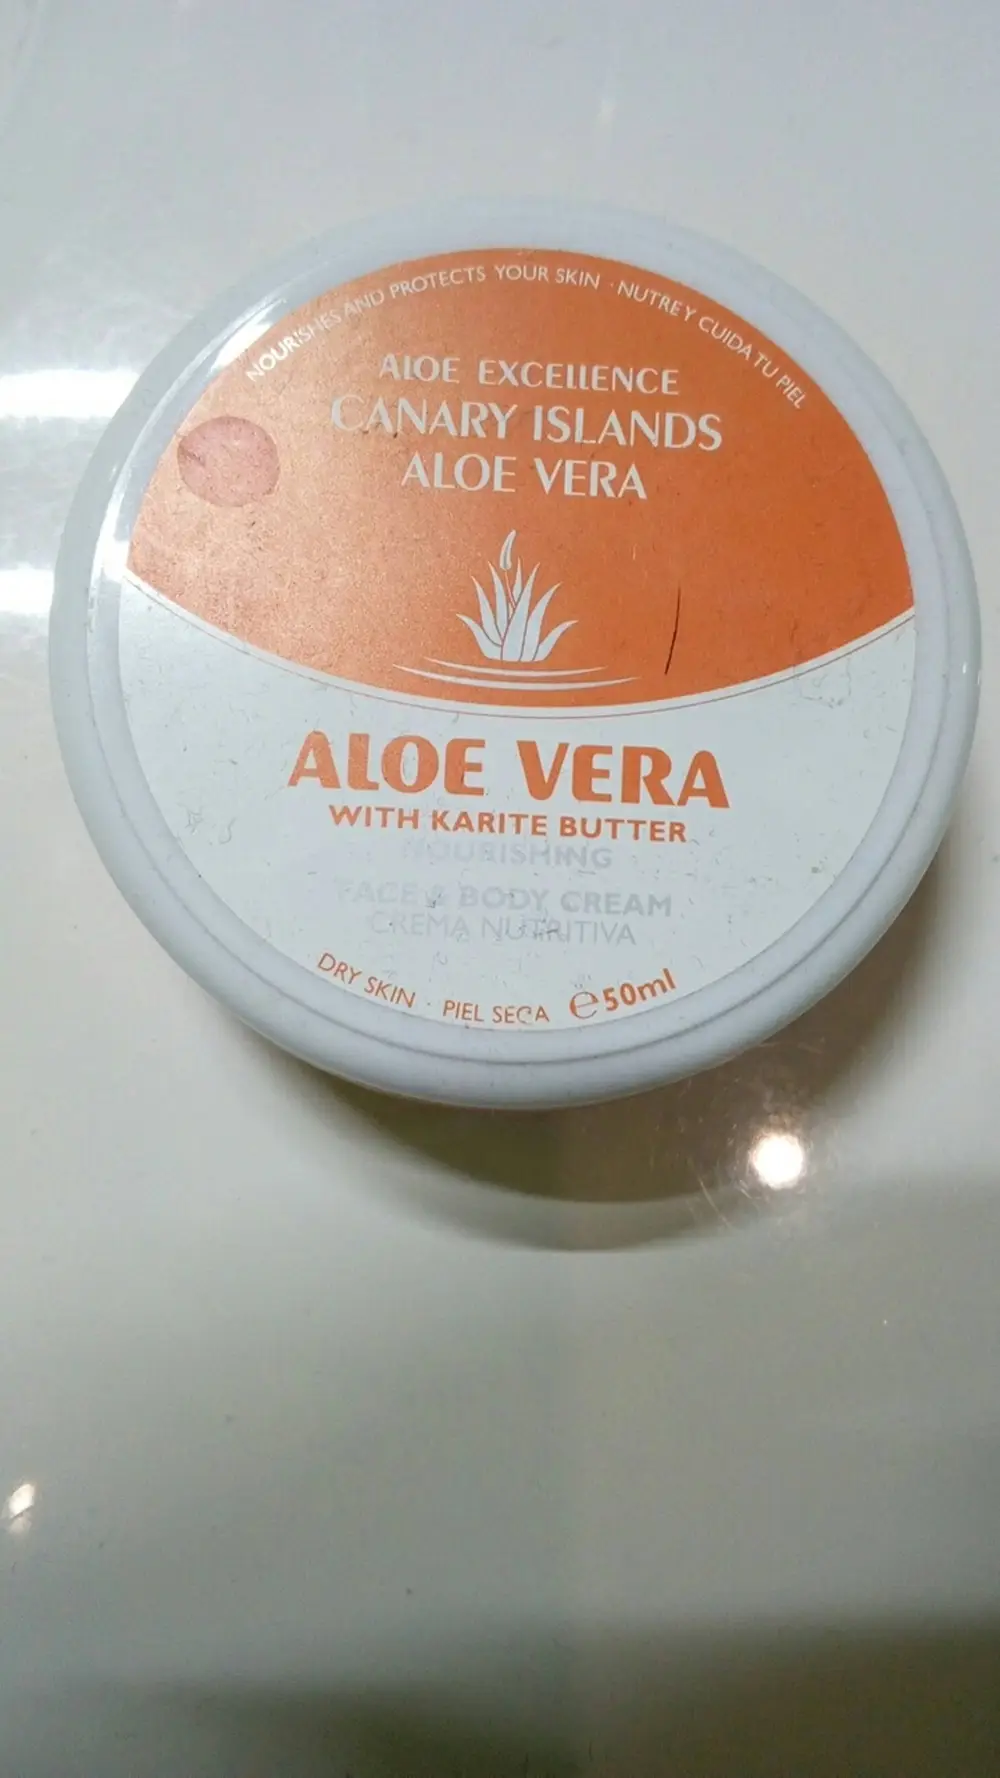 NOURISHES AND PROTECTS YOUR SKIN · NUTRE Y CUIDA TU PIEL
ALOE EXCELLENCE
CANARY ISLANDS
ALOE VERA
ALOE VERA
WITH KARITE BUTTER
NOURISHING
FACE & BODY CREAM
CREMA NUTRITIVA
DRY SKIN · PIEL SECA ℮50ml